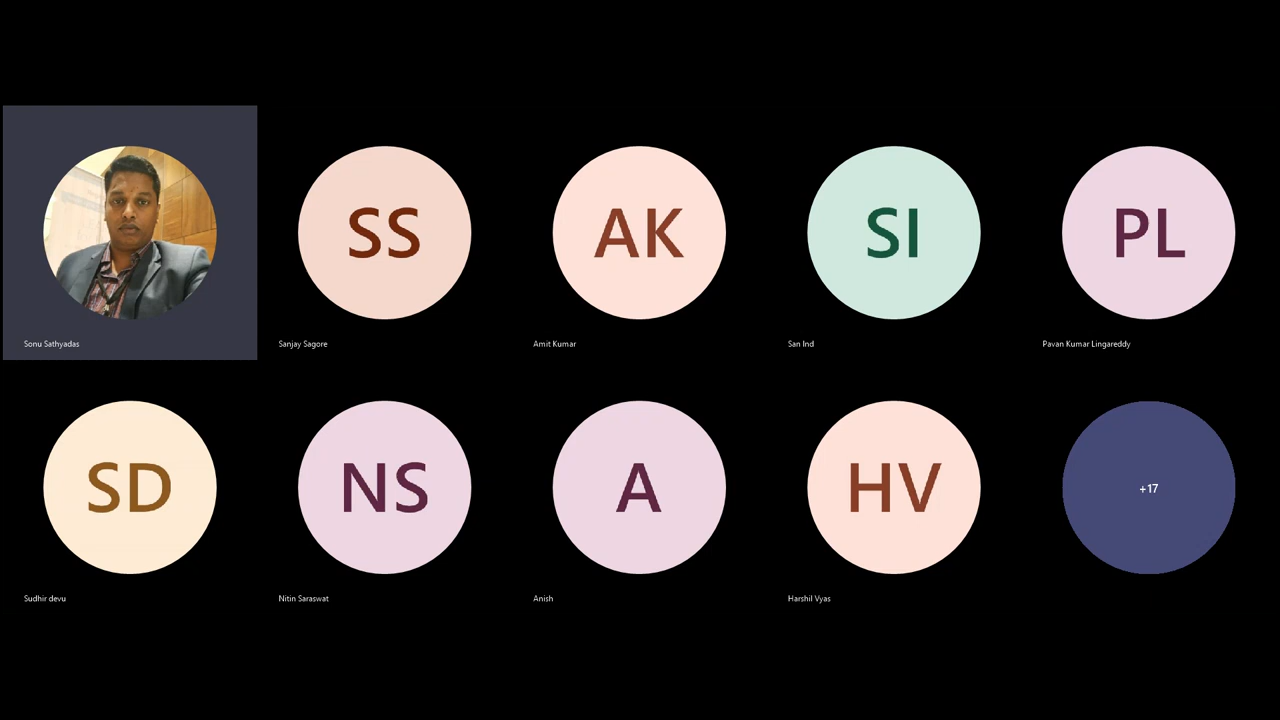 SS
AK
SI
PL
Sonu Sathyadas
Sanjay Sagore
Amit Kumar
San Ind
Pavan Kumar Lingareddy
SD
NS
A
HV
+17
Sudhir devu
Nitin Saraswat
Anish
Harshil Vyas